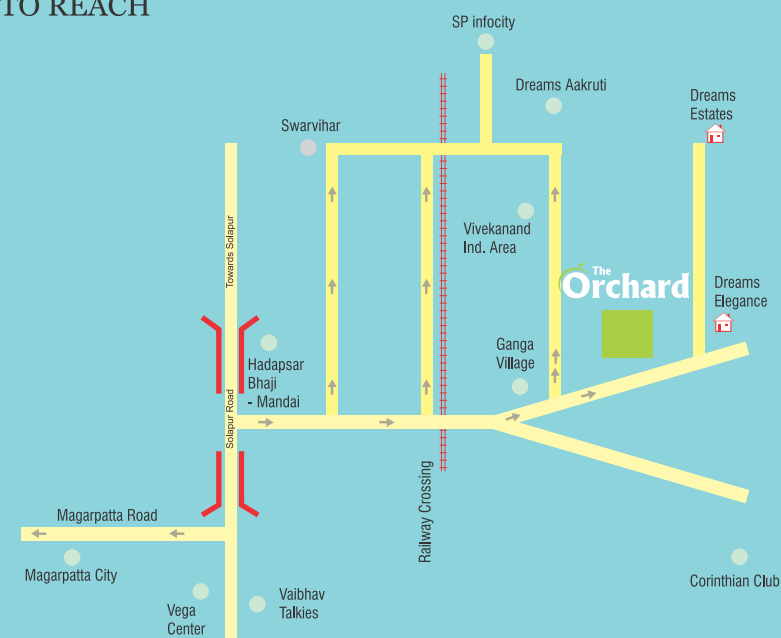 TO REACH
SP infocity
Dreams Aakruti
Dreams
Estates
Swarvihar
Towards Solapur
Vivekanand
Ind. Area
The
Orchard
Dreams
Elegance
Hadapsar
Bhaji
- Mandai
Ganga
Village
Solapur Road
Railway Crossing
Magarpatta Road
Magarpatta City
Vega
Center
Vaibhav
Talkies
Corinthian Club